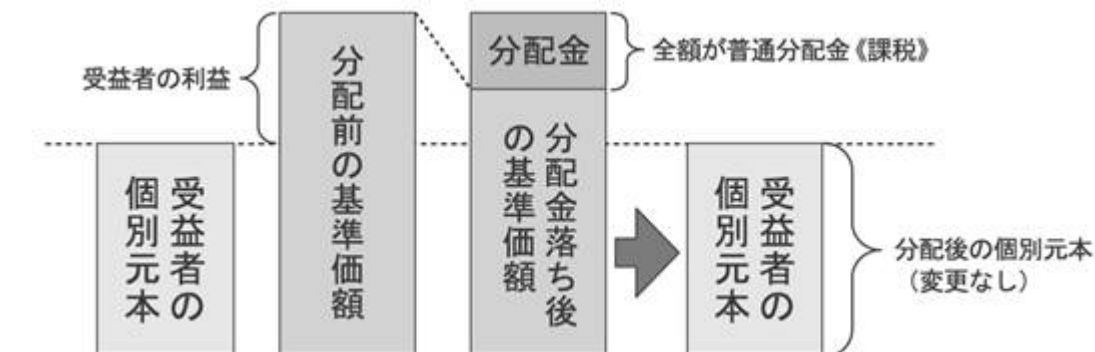 受益者の利益
受益者の
個別元本
分配前の基準価額
分配金
全額が普通分配金《課税》
分配金落ち後
の基準価額
受益者の
個別元本
分配後の個別元本
（変更なし）